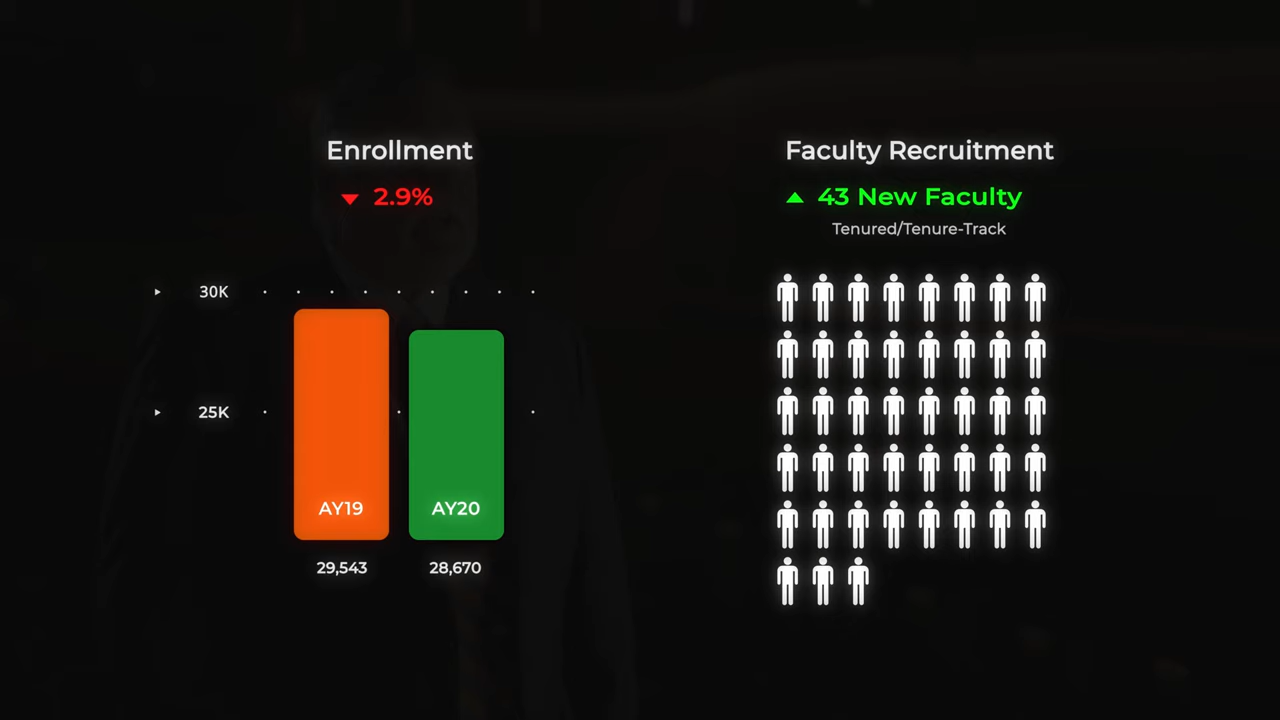 Enrollment
2.9%
30K
25K
AY19
AY20
29,543
28,670
Faculty Recruitment
43 New Faculty
Tenured/Tenure-Track